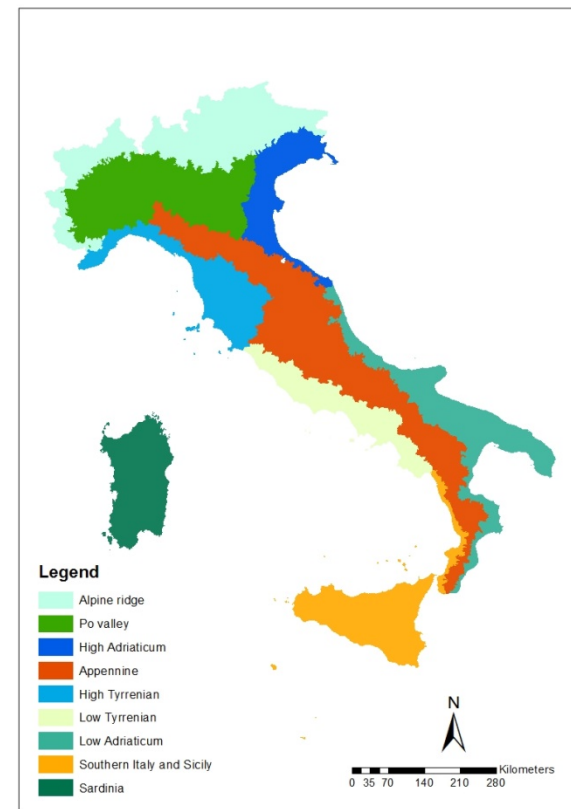 Legend
Alpine ridge
Po valley
High Adriaticum
Appennine
High Tyrrenian
Low Tyrrenian
Low Adriaticum
Southern Italy and Sicily
Sardinia
N
Kilometers
0 35 70 140 210 280